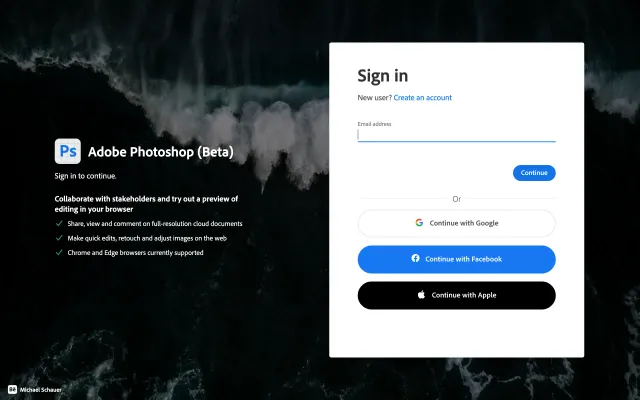 Ps Adobe Photoshop (Beta)
Sign in to continue.
Collaborate with stakeholders and try out a preview of
editing in your browser
Share, view and comment on full-resolution cloud documents
Make quick edits, retouch and adjust images on the web
Chrome and Edge browsers currently supported
Bē Michael Schauer
Sign in
New user? Create an account
Email address
Continue
Or
Continue with Google
Continue with Facebook
Continue with Apple